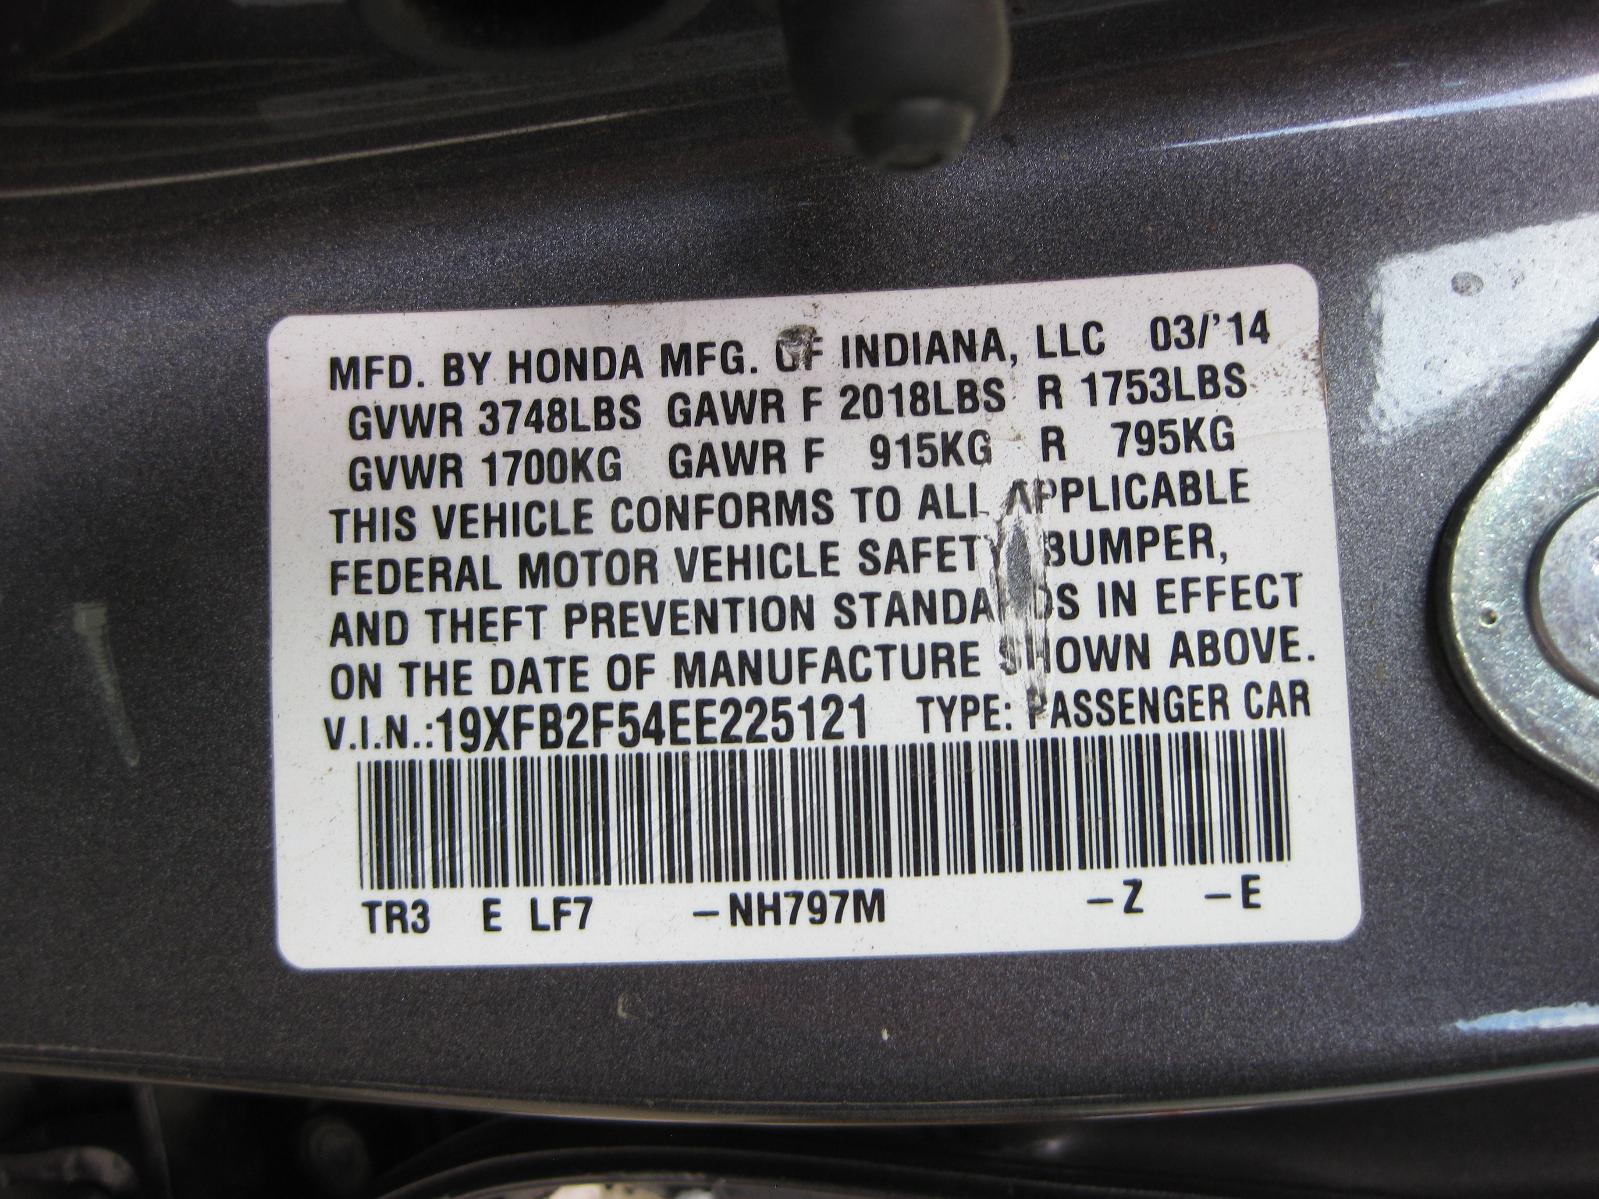 MFD. BY HONDA MFG. OF INDIANA, LLC 03/'14
GVWR 3748LBS GAWR F 2018LBS R 1753LBS
GVWR 1700KG GAWR F 915KG R 795KG
THIS VEHICLE CONFORMS TO ALL APPLICABLE
FEDERAL MOTOR VEHICLE SAFETY BUMPER,
AND THEFT PREVENTION STANDARDS IN EFFECT
ON THE DATE OF MANUFACTURE SHOWN ABOVE.
V.I.N.:19XFB2F54EE225121 TYPE: PASSENGER CAR
TR3 E LF7 -NH797M -Z -E